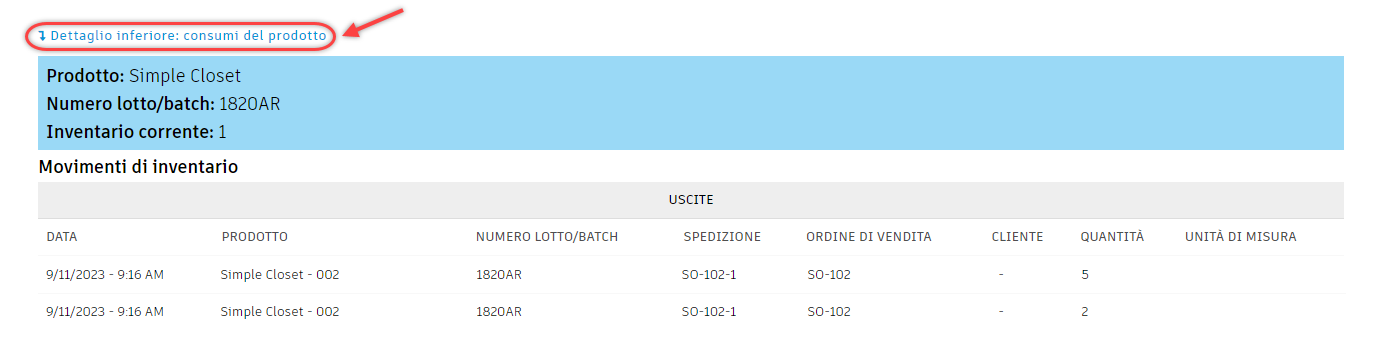 ↴ Dettaglio inferiore: consumi del prodotto
Prodotto: Simple Closet
Numero lotto/batch: 1820AR
Inventario corrente: 1
Movimenti di inventario
USCITE
DATA PRODOTTO NUMERO LOTTO/BATCH SPEDIZIONE ORDINE DI VENDITA CLIENTE QUANTITÀ UNITÀ DI MISURA
9/11/2023 - 9:16 AM Simple Closet - 002 1820AR SO-102-1 SO-102 - 5
9/11/2023 - 9:16 AM Simple Closet - 002 1820AR SO-102-1 SO-102 - 2